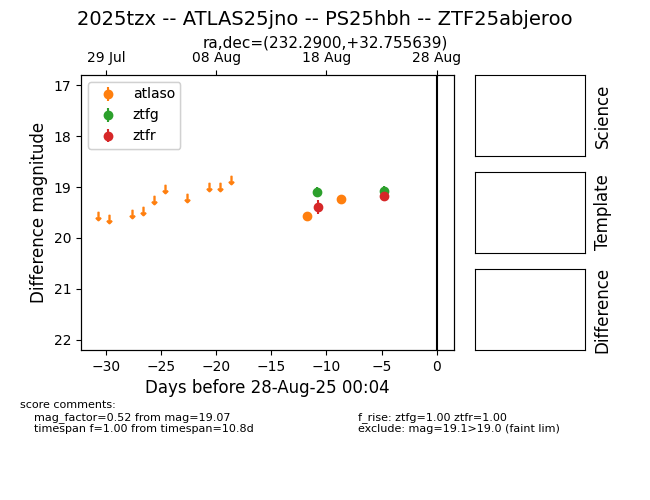 2025tzx -- ATLAS25jno -- PS25hbh -- ZTF25abjeroo
ra,dec=(232.2900,+32.755639)
29 Jul 08 Aug 18 Aug 28 Aug
atlaso
ztfg
ztfr
17
18
19
20
21
22
Difference magnitude
−30 −25 −20 −15 −10 −5 0
Days before 28-Aug-25 00:04
Science
Template
Difference
score comments:
mag_factor=0.52 from mag=19.07
timespan f=1.00 from timespan=10.8d
f_rise: ztfg=1.00 ztfr=1.00
exclude: mag=19.1>19.0 (faint lim)